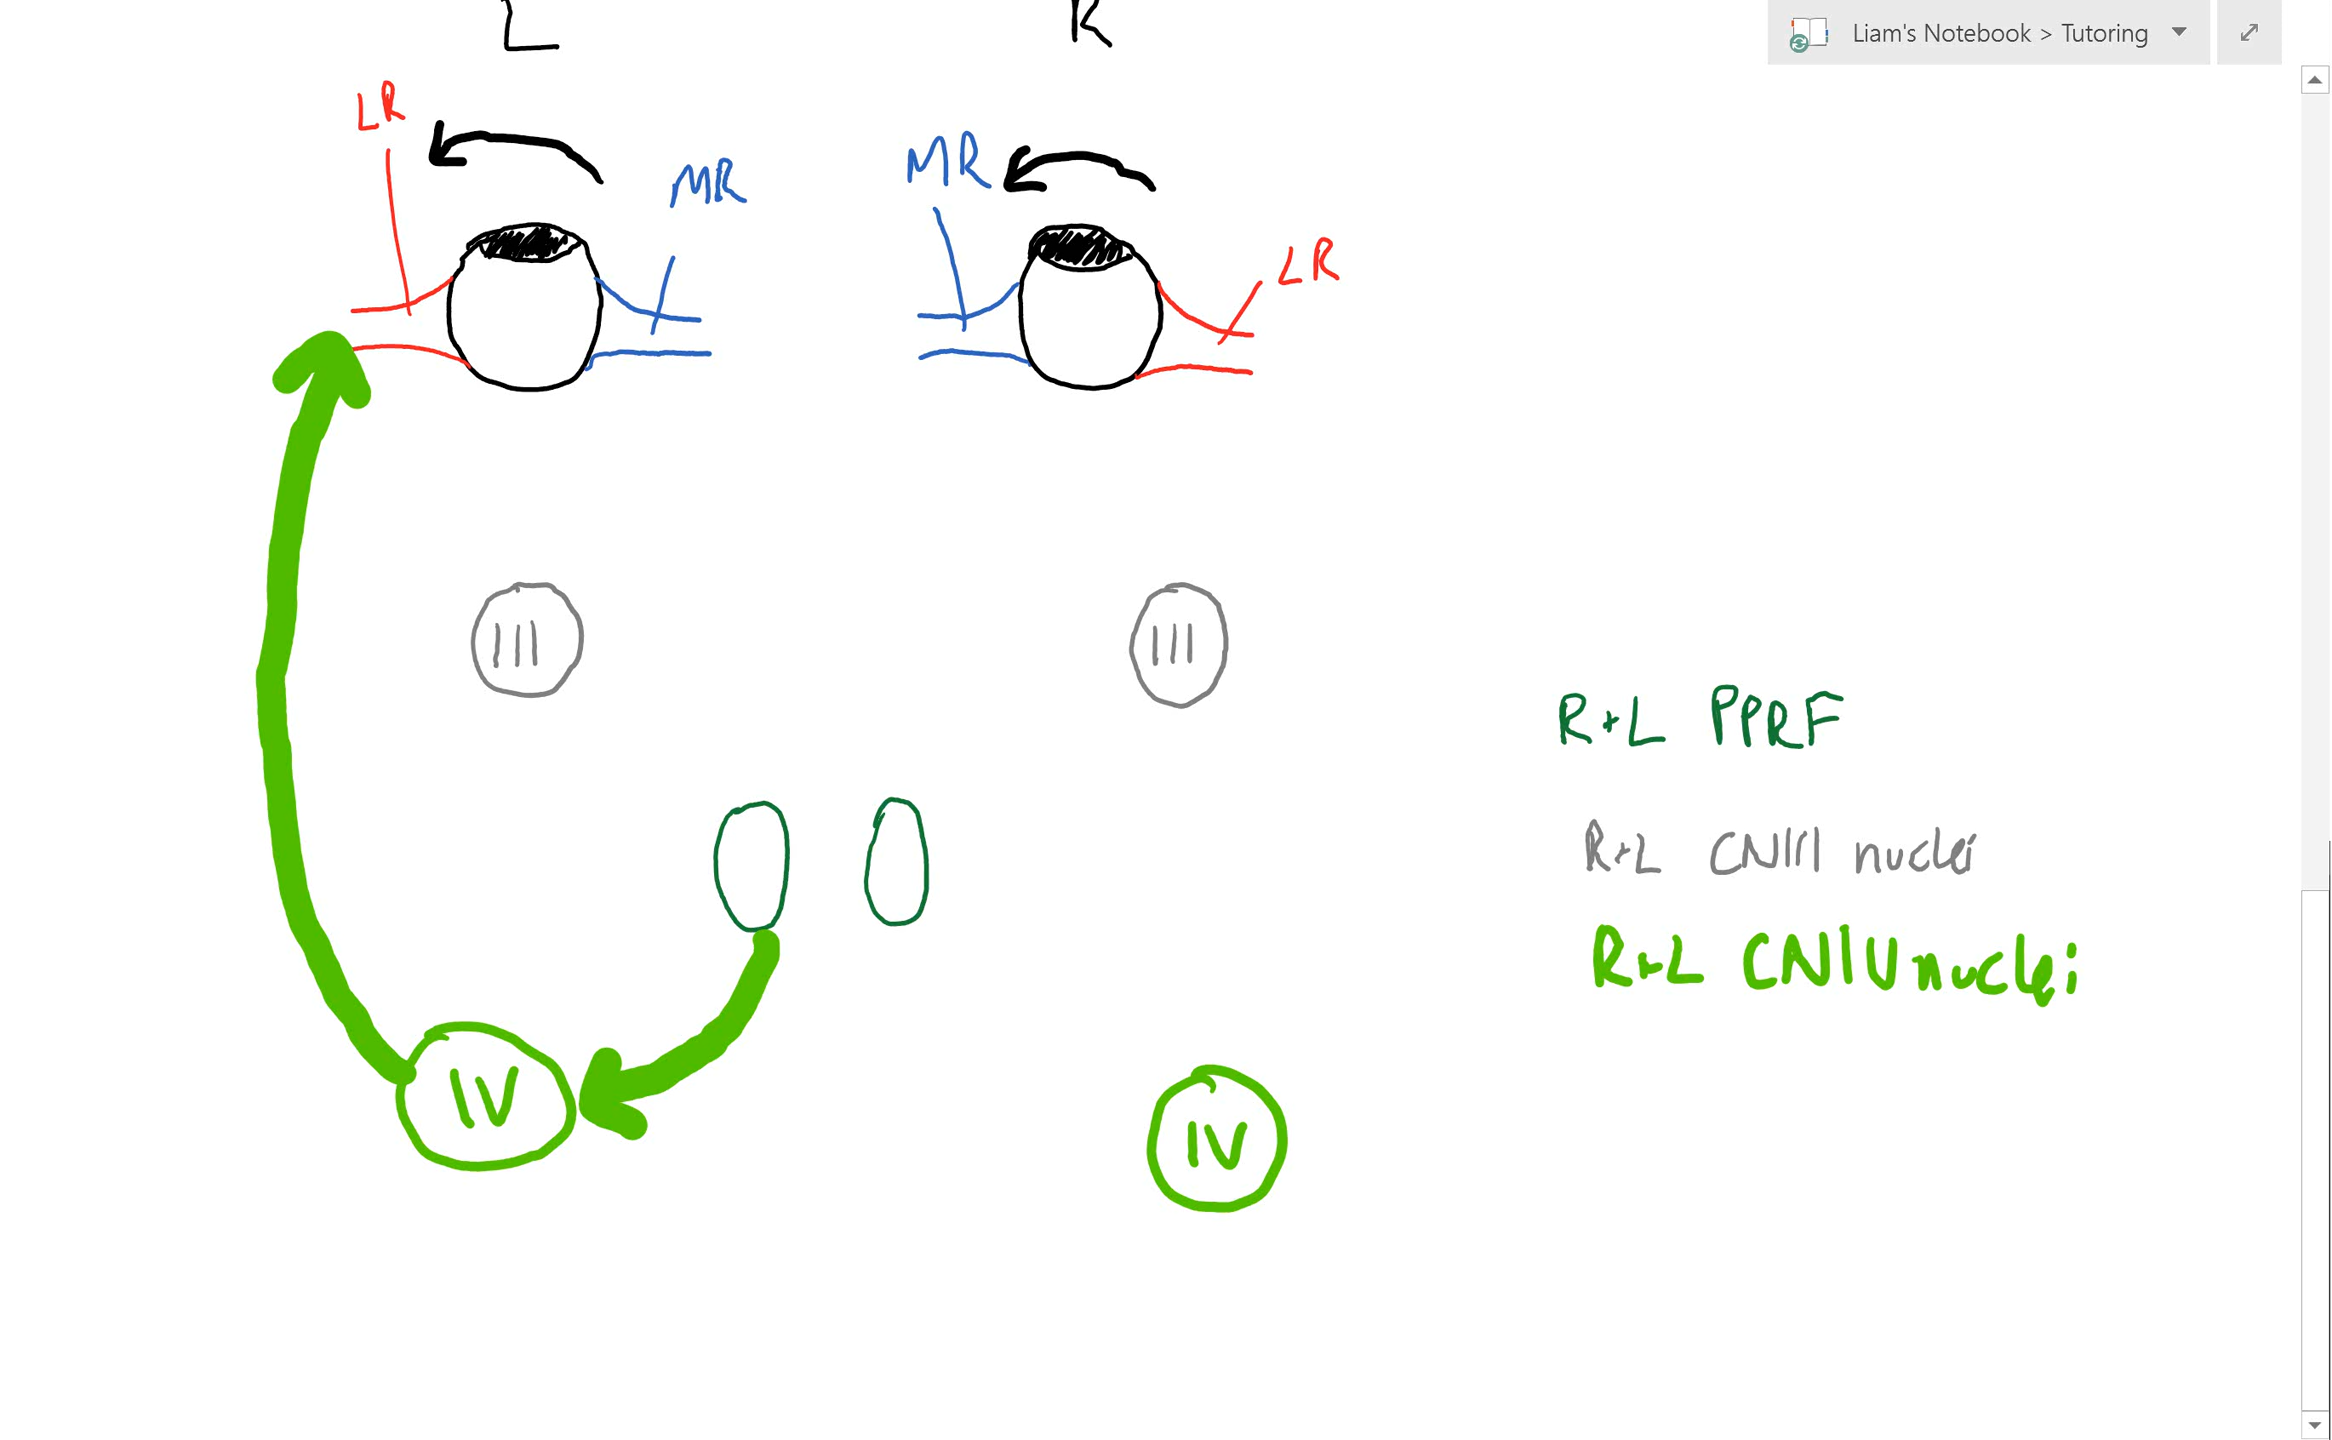 L R
Liam's Notebook > Tutoring
LR
MR
MR
LR
III III
R+L PPRF
R+L CNIII nuclei
R+L CNIV nuclei
IV
IV